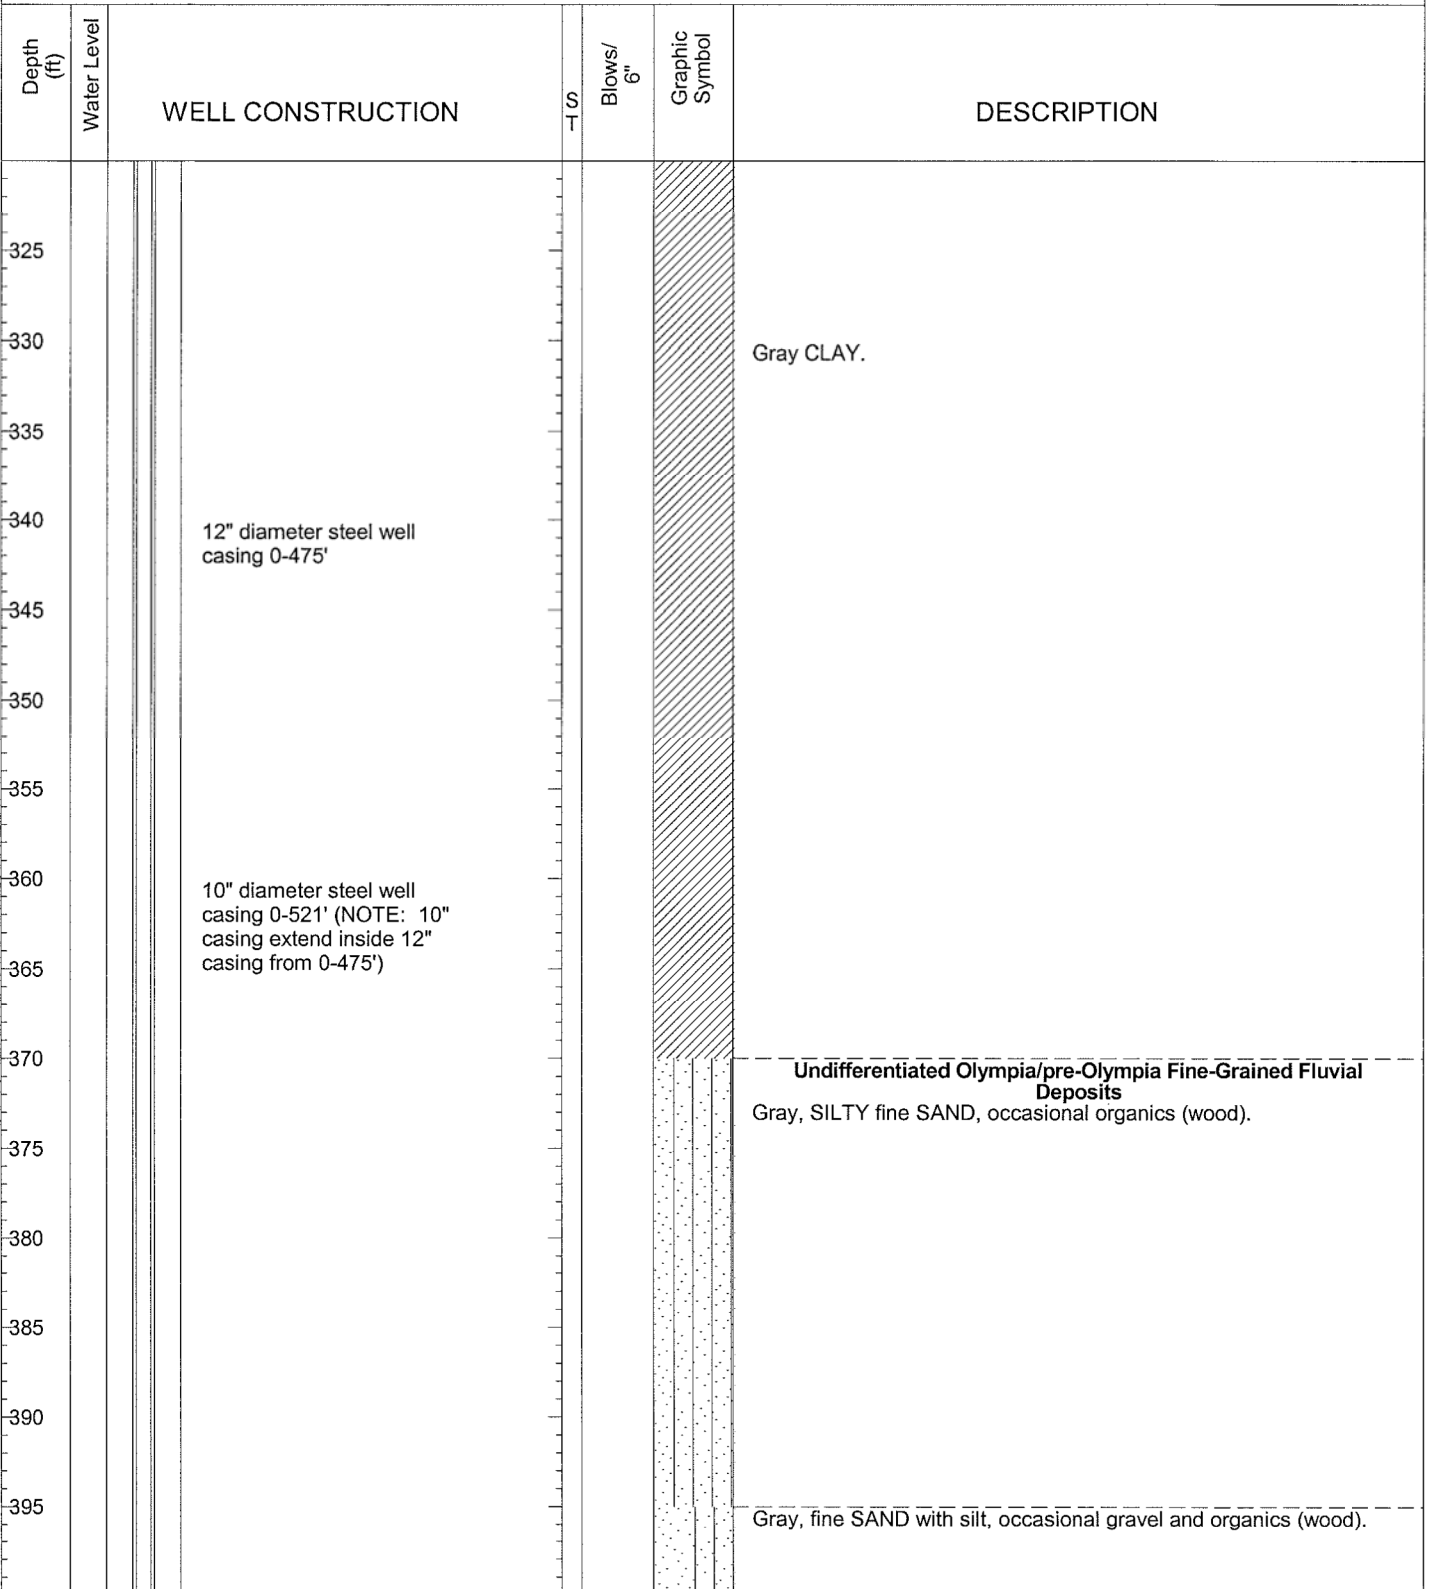 Depth
(ft)
Water Level
WELL CONSTRUCTION
S
T
Blows/
6"
Graphic
Symbol
DESCRIPTION
325
330
Gray CLAY.
335
340
12" diameter steel well
casing 0-475'
345
350
355
360
10" diameter steel well
casing 0-521' (NOTE: 10"
casing extend inside 12"
casing from 0-475')
365
370
Undifferentiated Olympia/pre-Olympia Fine-Grained Fluvial
Deposits
Gray, SILTY fine SAND, occasional organics (wood).
375
380
385
390
395
Gray, fine SAND with silt, occasional gravel and organics (wood).